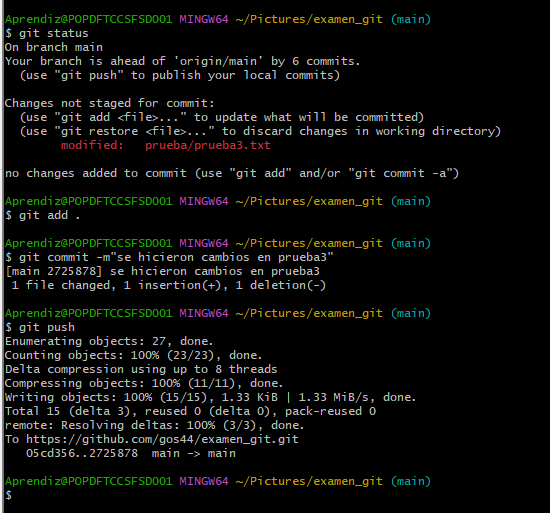 Aprendiz@POPDFTCCSFSD001 MINGW64 ~/Pictures/examen_git (main)
$ git status
On branch main
Your branch is ahead of 'origin/main' by 6 commits.
  (use "git push" to publish your local commits)

Changes not staged for commit:
  (use "git add <file>..." to update what will be committed)
  (use "git restore <file>..." to discard changes in working directory)
        modified:   prueba/prueba3.txt

no changes added to commit (use "git add" and/or "git commit -a")

Aprendiz@POPDFTCCSFSD001 MINGW64 ~/Pictures/examen_git (main)
$ git add .

Aprendiz@POPDFTCCSFSD001 MINGW64 ~/Pictures/examen_git (main)
$ git commit -m"se hicieron cambios en prueba3"
[main 2725878] se hicieron cambios en prueba3
 1 file changed, 1 insertion(+), 1 deletion(-)

Aprendiz@POPDFTCCSFSD001 MINGW64 ~/Pictures/examen_git (main)
$ git push
Enumerating objects: 27, done.
Counting objects: 100% (23/23), done.
Delta compression using up to 8 threads
Compressing objects: 100% (11/11), done.
Writing objects: 100% (15/15), 1.33 KiB | 1.33 MiB/s, done.
Total 15 (delta 3), reused 0 (delta 0), pack-reused 0
remote: Resolving deltas: 100% (3/3), done.
To https://github.com/gos44/examen_git.git
   05cd356..2725878  main -> main

Aprendiz@POPDFTCCSFSD001 MINGW64 ~/Pictures/examen_git (main)
$